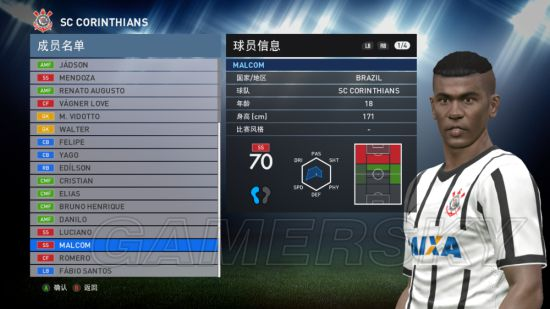 SC CORINTHIANS
成员名单
AMF JÁDSON
SS MENDOZA
AMF RENATO AUGUSTO
CF VÁGNER LOVE
GK M. VIDOTTO
GK WALTER
CB FELIPE
CB YAGO
RB EDÍLSON
CMF CRISTIAN
CMF ELIAS
CMF BRUNO HENRIQUE
AMF DANILO
SS LUCIANO
SS MALCOM
CF ROMERO
LB FÁBIO SANTOS
A 确认 B 返回
球员信息 LB RB 1/4
MALCOM
国家/地区 BRAZIL
球队 SC CORINTHIANS
年龄 18
身高 [cm] 171
比赛风格 -
SS
70
PAS
DRI SHT
SPD PHY
DEF
AIXA
GAMERSKY